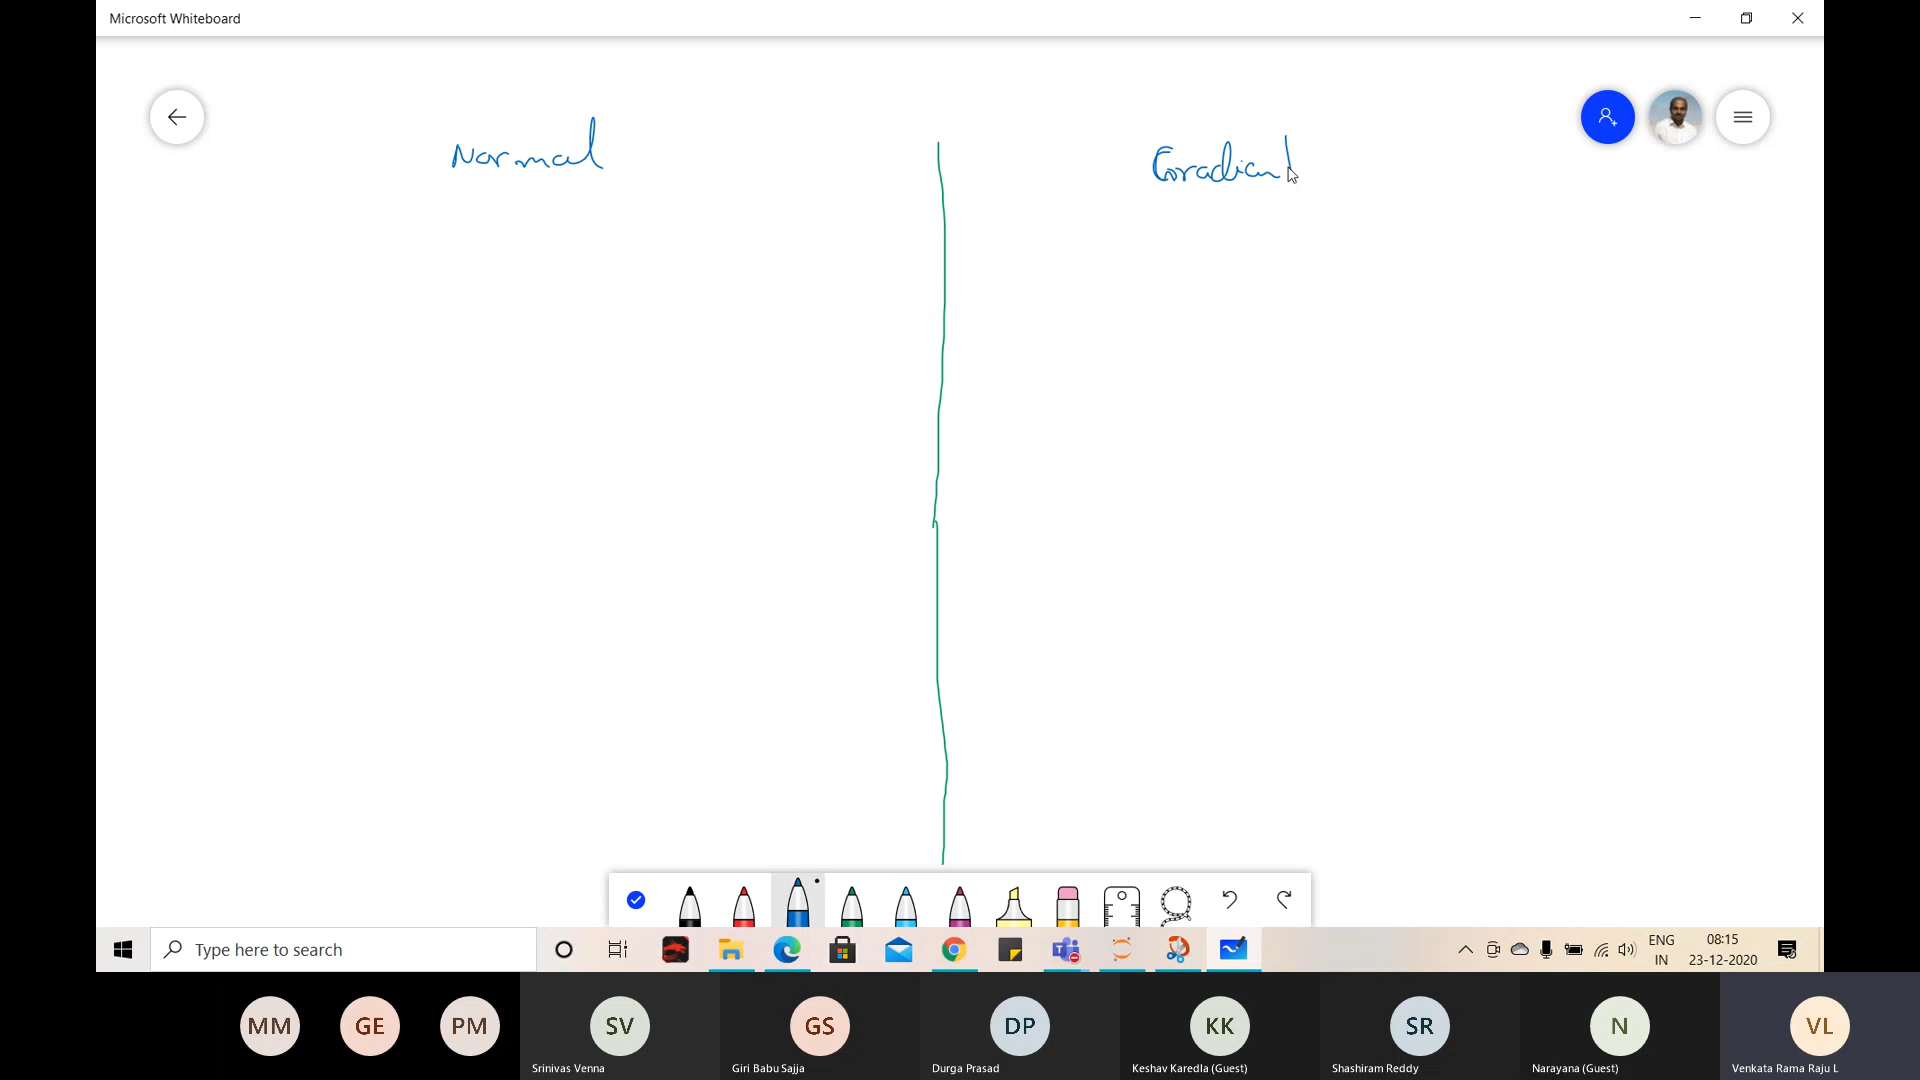 Microsoft Whiteboard
Normal
Gradian
Type here to search
ENG
IN
08:15
23-12-2020
MM
GE
PM
SV
GS
DP
KK
SR
N
VL
Srinivas Venna
Giri Babu Sajja
Durga Prasad
Keshav Karedla (Guest)
Shashiram Reddy
Narayana (Guest)
Venkata Rama Raju L